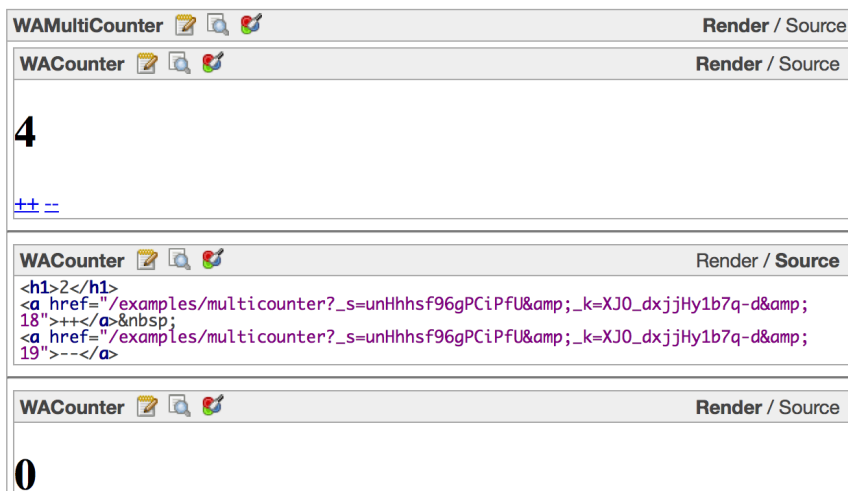 WAMultiCounter Render / Source
WACounter Render / Source
4
++ --
WACounter Render / Source
<h1>2</h1>
<a href="/examples/multicounter?_s=unHhhsf96gPCiPfU&amp;_k=XJO_dxjjHy1b7q-d&amp;
18">++</a>&nbsp;
<a href="/examples/multicounter?_s=unHhhsf96gPCiPfU&amp;_k=XJO_dxjjHy1b7q-d&amp;
19">--</a>
WACounter Render / Source
0